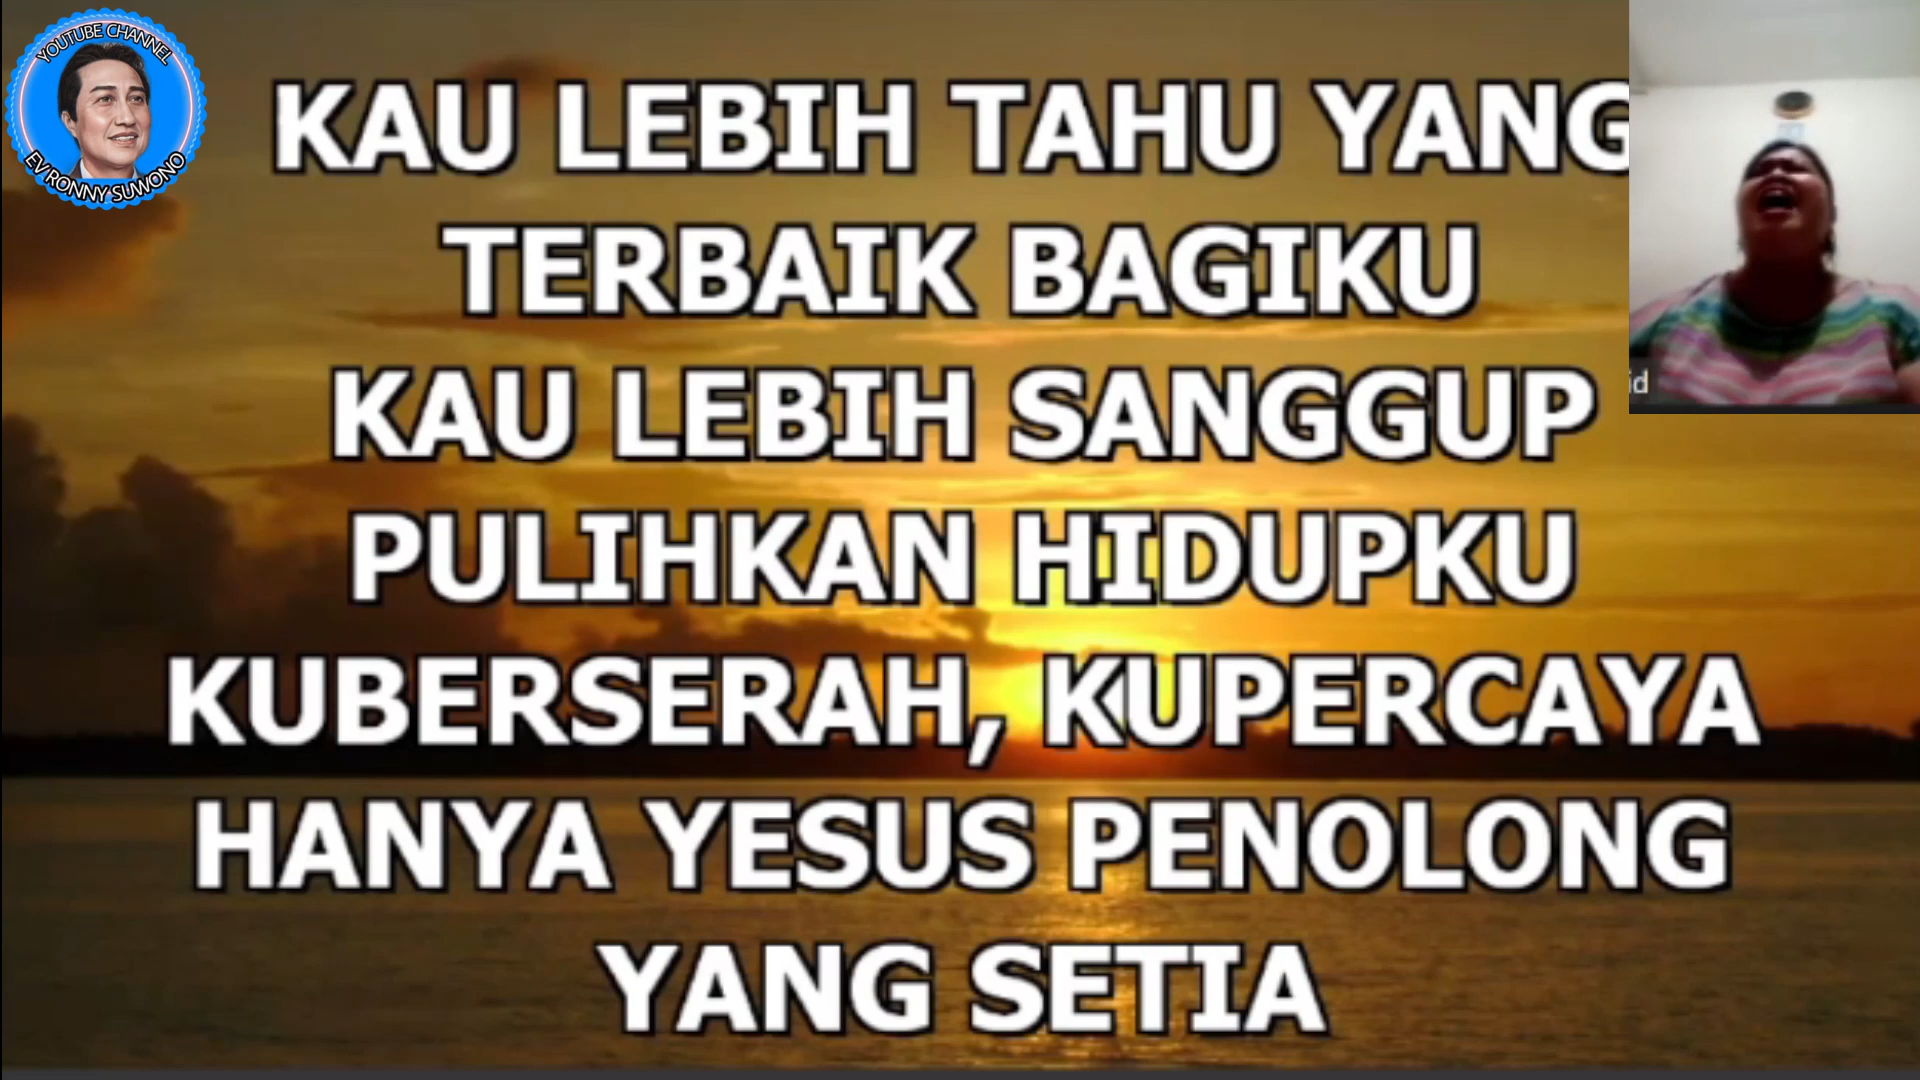 YOUTUBE CHANNEL
EV RONNY SUWONO
KAU LEBIH TAHU YANG
TERBAIK BAGIKU
KAU LEBIH SANGGUP
PULIHKAN HIDUPKU
KUBERSERAH, KUPERCAYA
HANYA YESUS PENOLONG
YANG SETIA